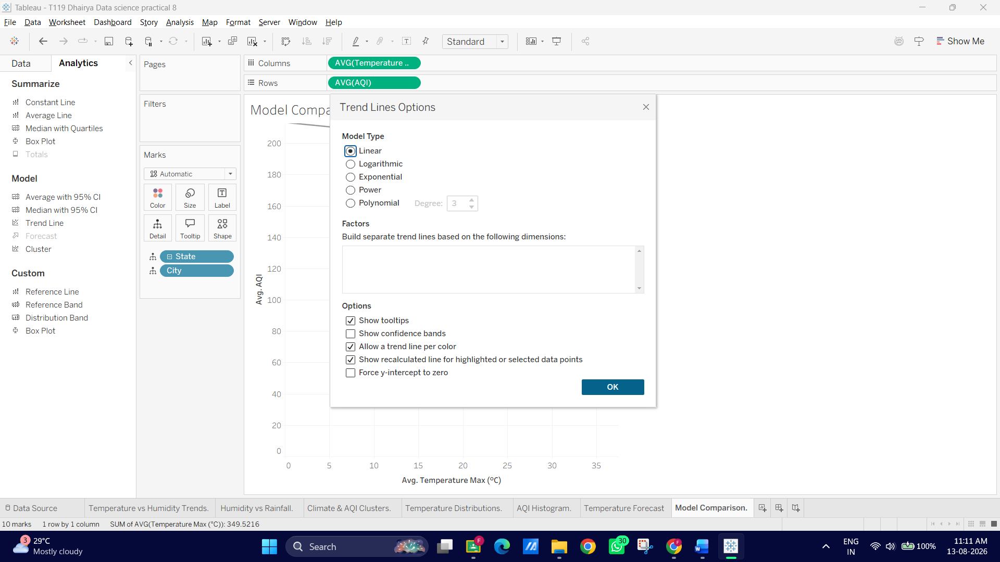 Tableau - T119 Dhairya Data science practical 8
File Data Worksheet Dashboard Story Analysis Map Format Server Window Help
Standard
Show Me
Data Analytics
Summarize
Constant Line
Average Line
Median with Quartiles
Box Plot
Totals
Model
Average with 95% CI
Median with 95% CI
Trend Line
Forecast
Cluster
Custom
Reference Line
Reference Band
Distribution Band
Box Plot
Pages
Filters
Marks
Automatic
Color Size Label
Detail Tooltip Shape
State
City
Columns AVG(Temperature ..
Rows AVG(AQI)
Model Compa
Avg. AQI
200
180
160
140
120
100
80
60
40
20
0
0 5 10 15 20 25 30 35
Avg. Temperature Max (°C)
Trend Lines Options
Model Type
Linear
Logarithmic
Exponential
Power
Polynomial Degree: 3
Factors
Build separate trend lines based on the following dimensions:
Options
Show tooltips
Show confidence bands
Allow a trend line per color
Show recalculated line for highlighted or selected data points
Force y-intercept to zero
OK
Data Source Temperature vs Humidity Trends. Humidity vs Rainfall. Climate & AQI Clusters. Temperature Distributions. AQI Histogram. Temperature Forecast Model Comparison.
10 marks 1 row by 1 column SUM of AVG(Temperature Max (°C)): 349.5216
3
29°C
Mostly cloudy
Search
F
30
F
W
ENG
IN
100%
11:11 AM
13-08-2026